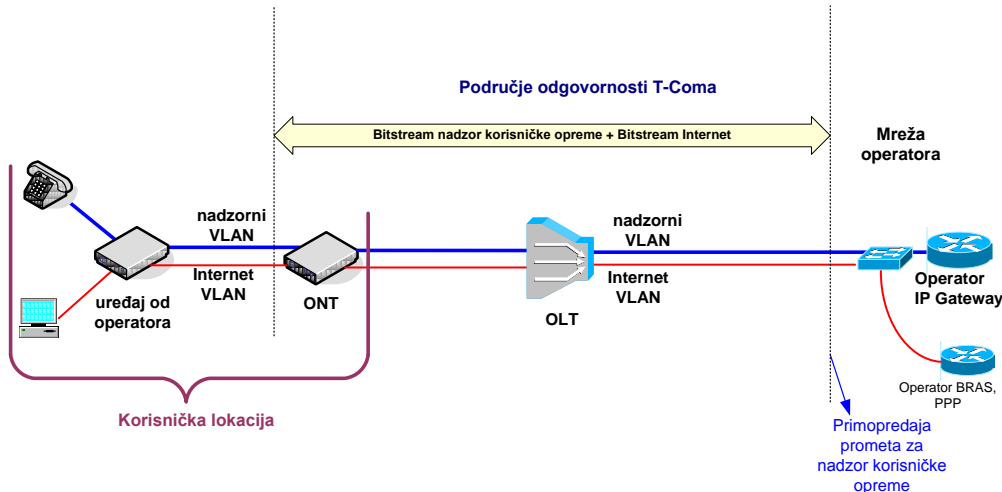 Područje odgovornosti T-Coma
Bitstream nadzor korisničke opreme + Bitstream Internet
Mreža
operatora
nadzorni
VLAN
Internet
VLAN
uređaj od
operatora
ONT
OLT
nadzorni
VLAN
Internet
VLAN
Operator
IP Gateway
Operator BRAS,
PPP
Korisnička lokacija
Primopredaja
prometa za
nadzor korisničke
opreme